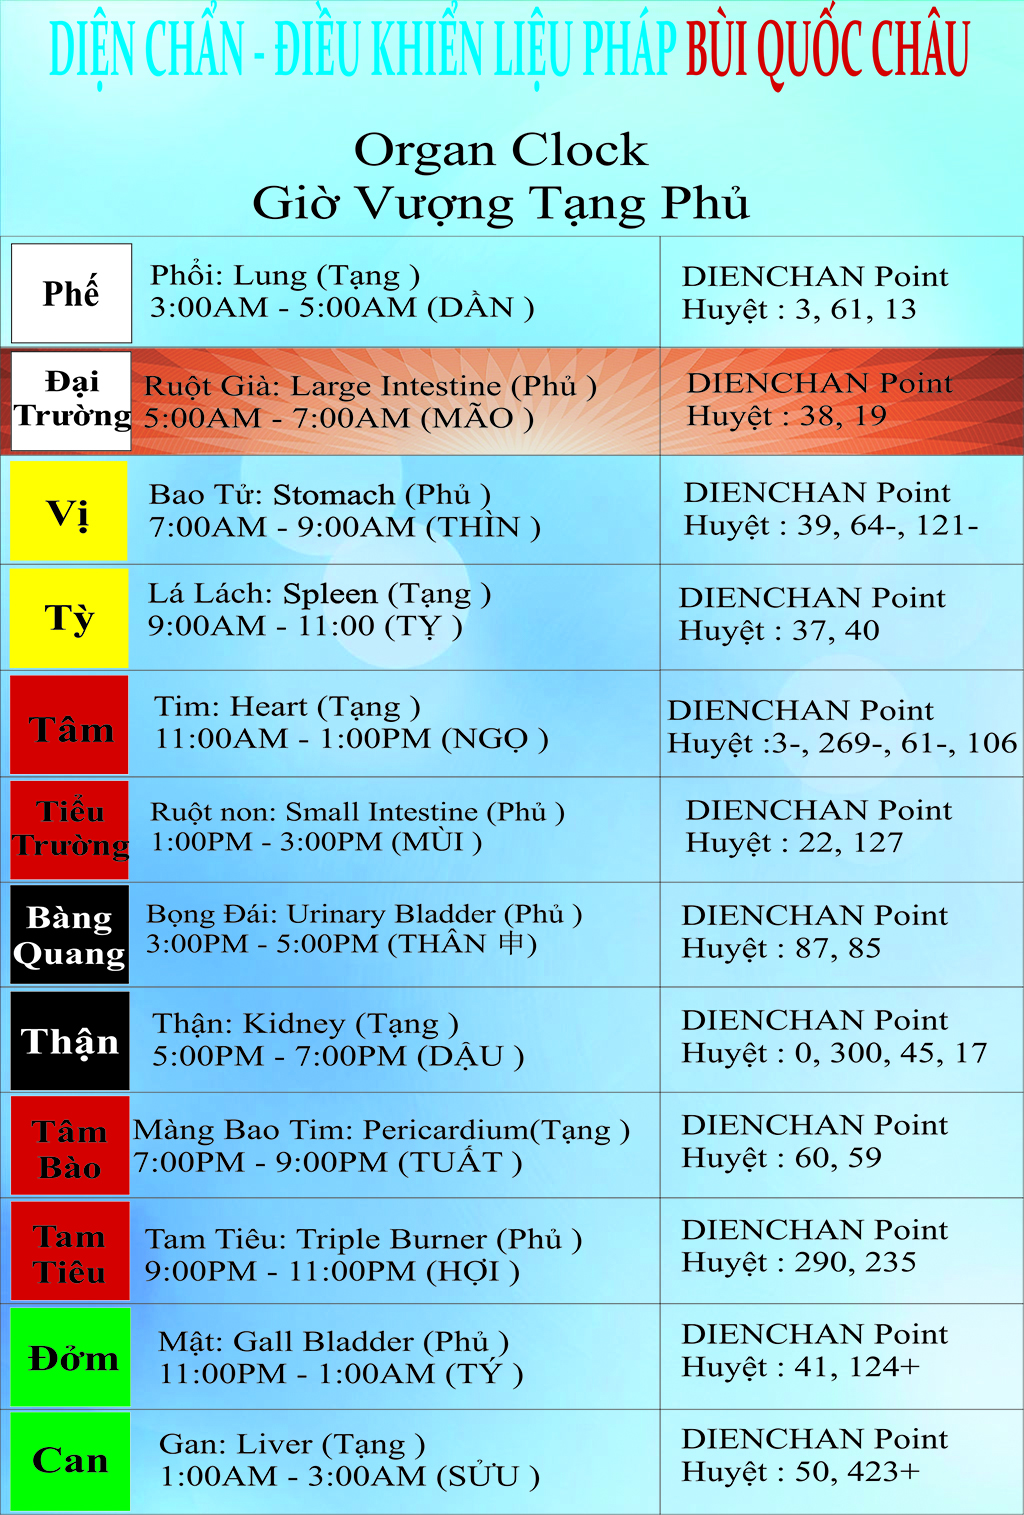 DIỆN CHẨN - ĐIỀU KHIỂN LIỆU PHÁP BÙI QUỐC CHÂU
Organ Clock
Giờ Vượng Tạng Phủ
Phế
Phổi: Lung (Tạng )
3:00AM - 5:00AM (DẦN )
DIENCHAN Point
Huyệt : 3, 61, 13
Đại
Trường
Ruột Già: Large Intestine (Phủ )
5:00AM - 7:00AM (MÃO )
DIENCHAN Point
Huyệt : 38, 19
Vị
Bao Tử: Stomach (Phủ )
7:00AM - 9:00AM (THÌN )
DIENCHAN Point
Huyệt : 39, 64-, 121-
Tỳ
Lá Lách: Spleen (Tạng )
9:00AM - 11:00 (TỴ )
DIENCHAN Point
Huyệt : 37, 40
Tâm
Tim: Heart (Tạng )
11:00AM - 1:00PM (NGỌ )
DIENCHAN Point
Huyệt :3-, 269-, 61-, 106
Tiểu
Trường
Ruột non: Small Intestine (Phủ )
1:00PM - 3:00PM (MÙI )
DIENCHAN Point
Huyệt : 22, 127
Bàng
Quang
Bọng Đái: Urinary Bladder (Phủ )
3:00PM - 5:00PM (THÂN 申)
DIENCHAN Point
Huyệt : 87, 85
Thận
Thận: Kidney (Tạng )
5:00PM - 7:00PM (DẬU )
DIENCHAN Point
Huyệt : 0, 300, 45, 17
Tâm
Bào
Màng Bao Tim: Pericardium(Tạng )
7:00PM - 9:00PM (TUẤT )
DIENCHAN Point
Huyệt : 60, 59
Tam
Tiêu
Tam Tiêu: Triple Burner (Phủ )
9:00PM - 11:00PM (HỢI )
DIENCHAN Point
Huyệt : 290, 235
Đởm
Mật: Gall Bladder (Phủ )
11:00PM - 1:00AM (TÝ )
DIENCHAN Point
Huyệt : 41, 124+
Can
Gan: Liver (Tạng )
1:00AM - 3:00AM (SỬU )
DIENCHAN Point
Huyệt : 50, 423+